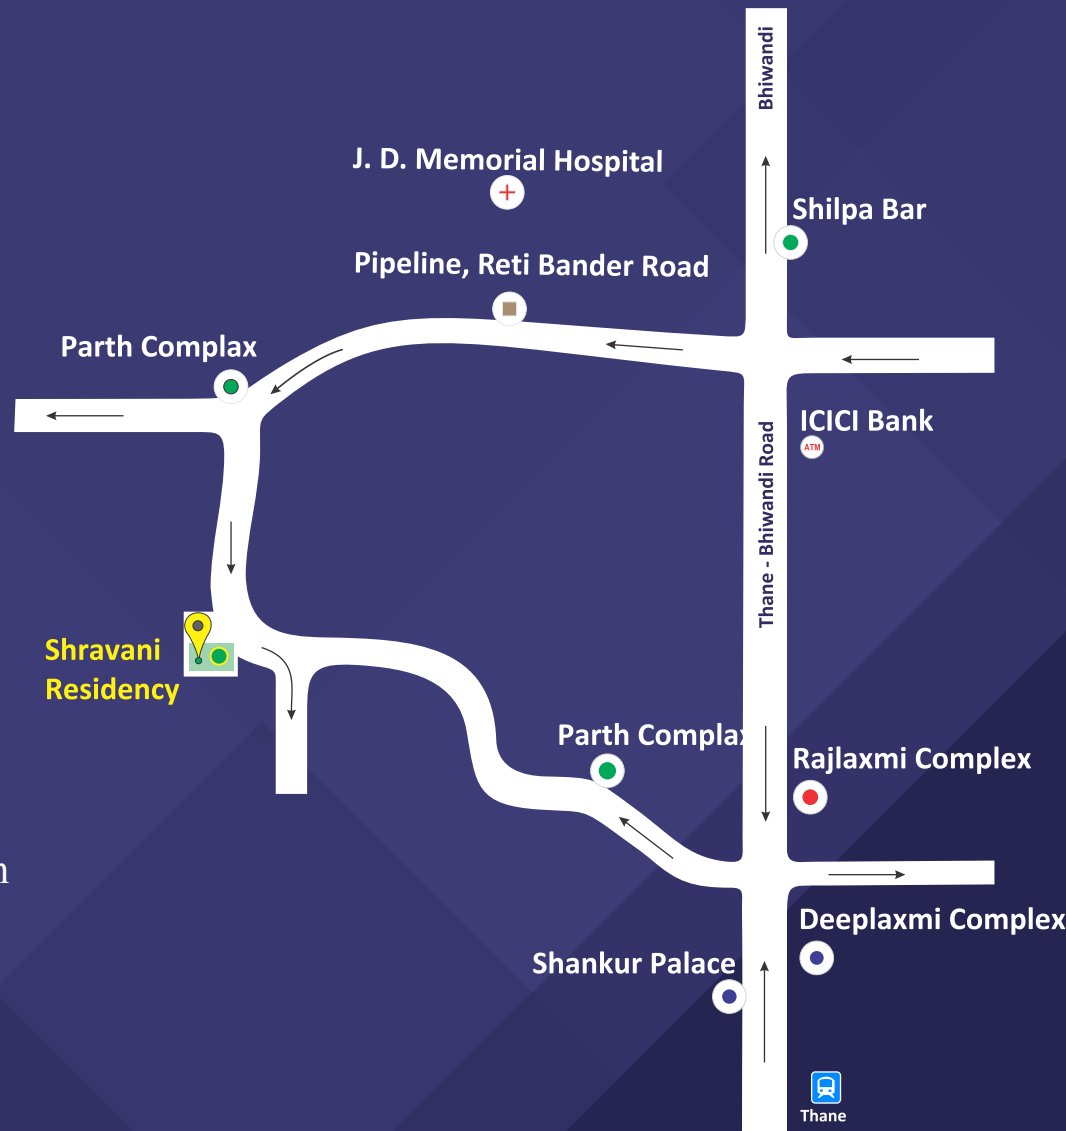 Bhiwandi
J. D. Memorial Hospital
Shilpa Bar
Pipeline, Reti Bander Road
Parth Complax
ICICI Bank
ATM
Thane - Bhiwandi Road
Shravani
Residency
Parth Complax
Rajlaxmi Complex
Deeplaxmi Complex
Shankur Palace
Thane